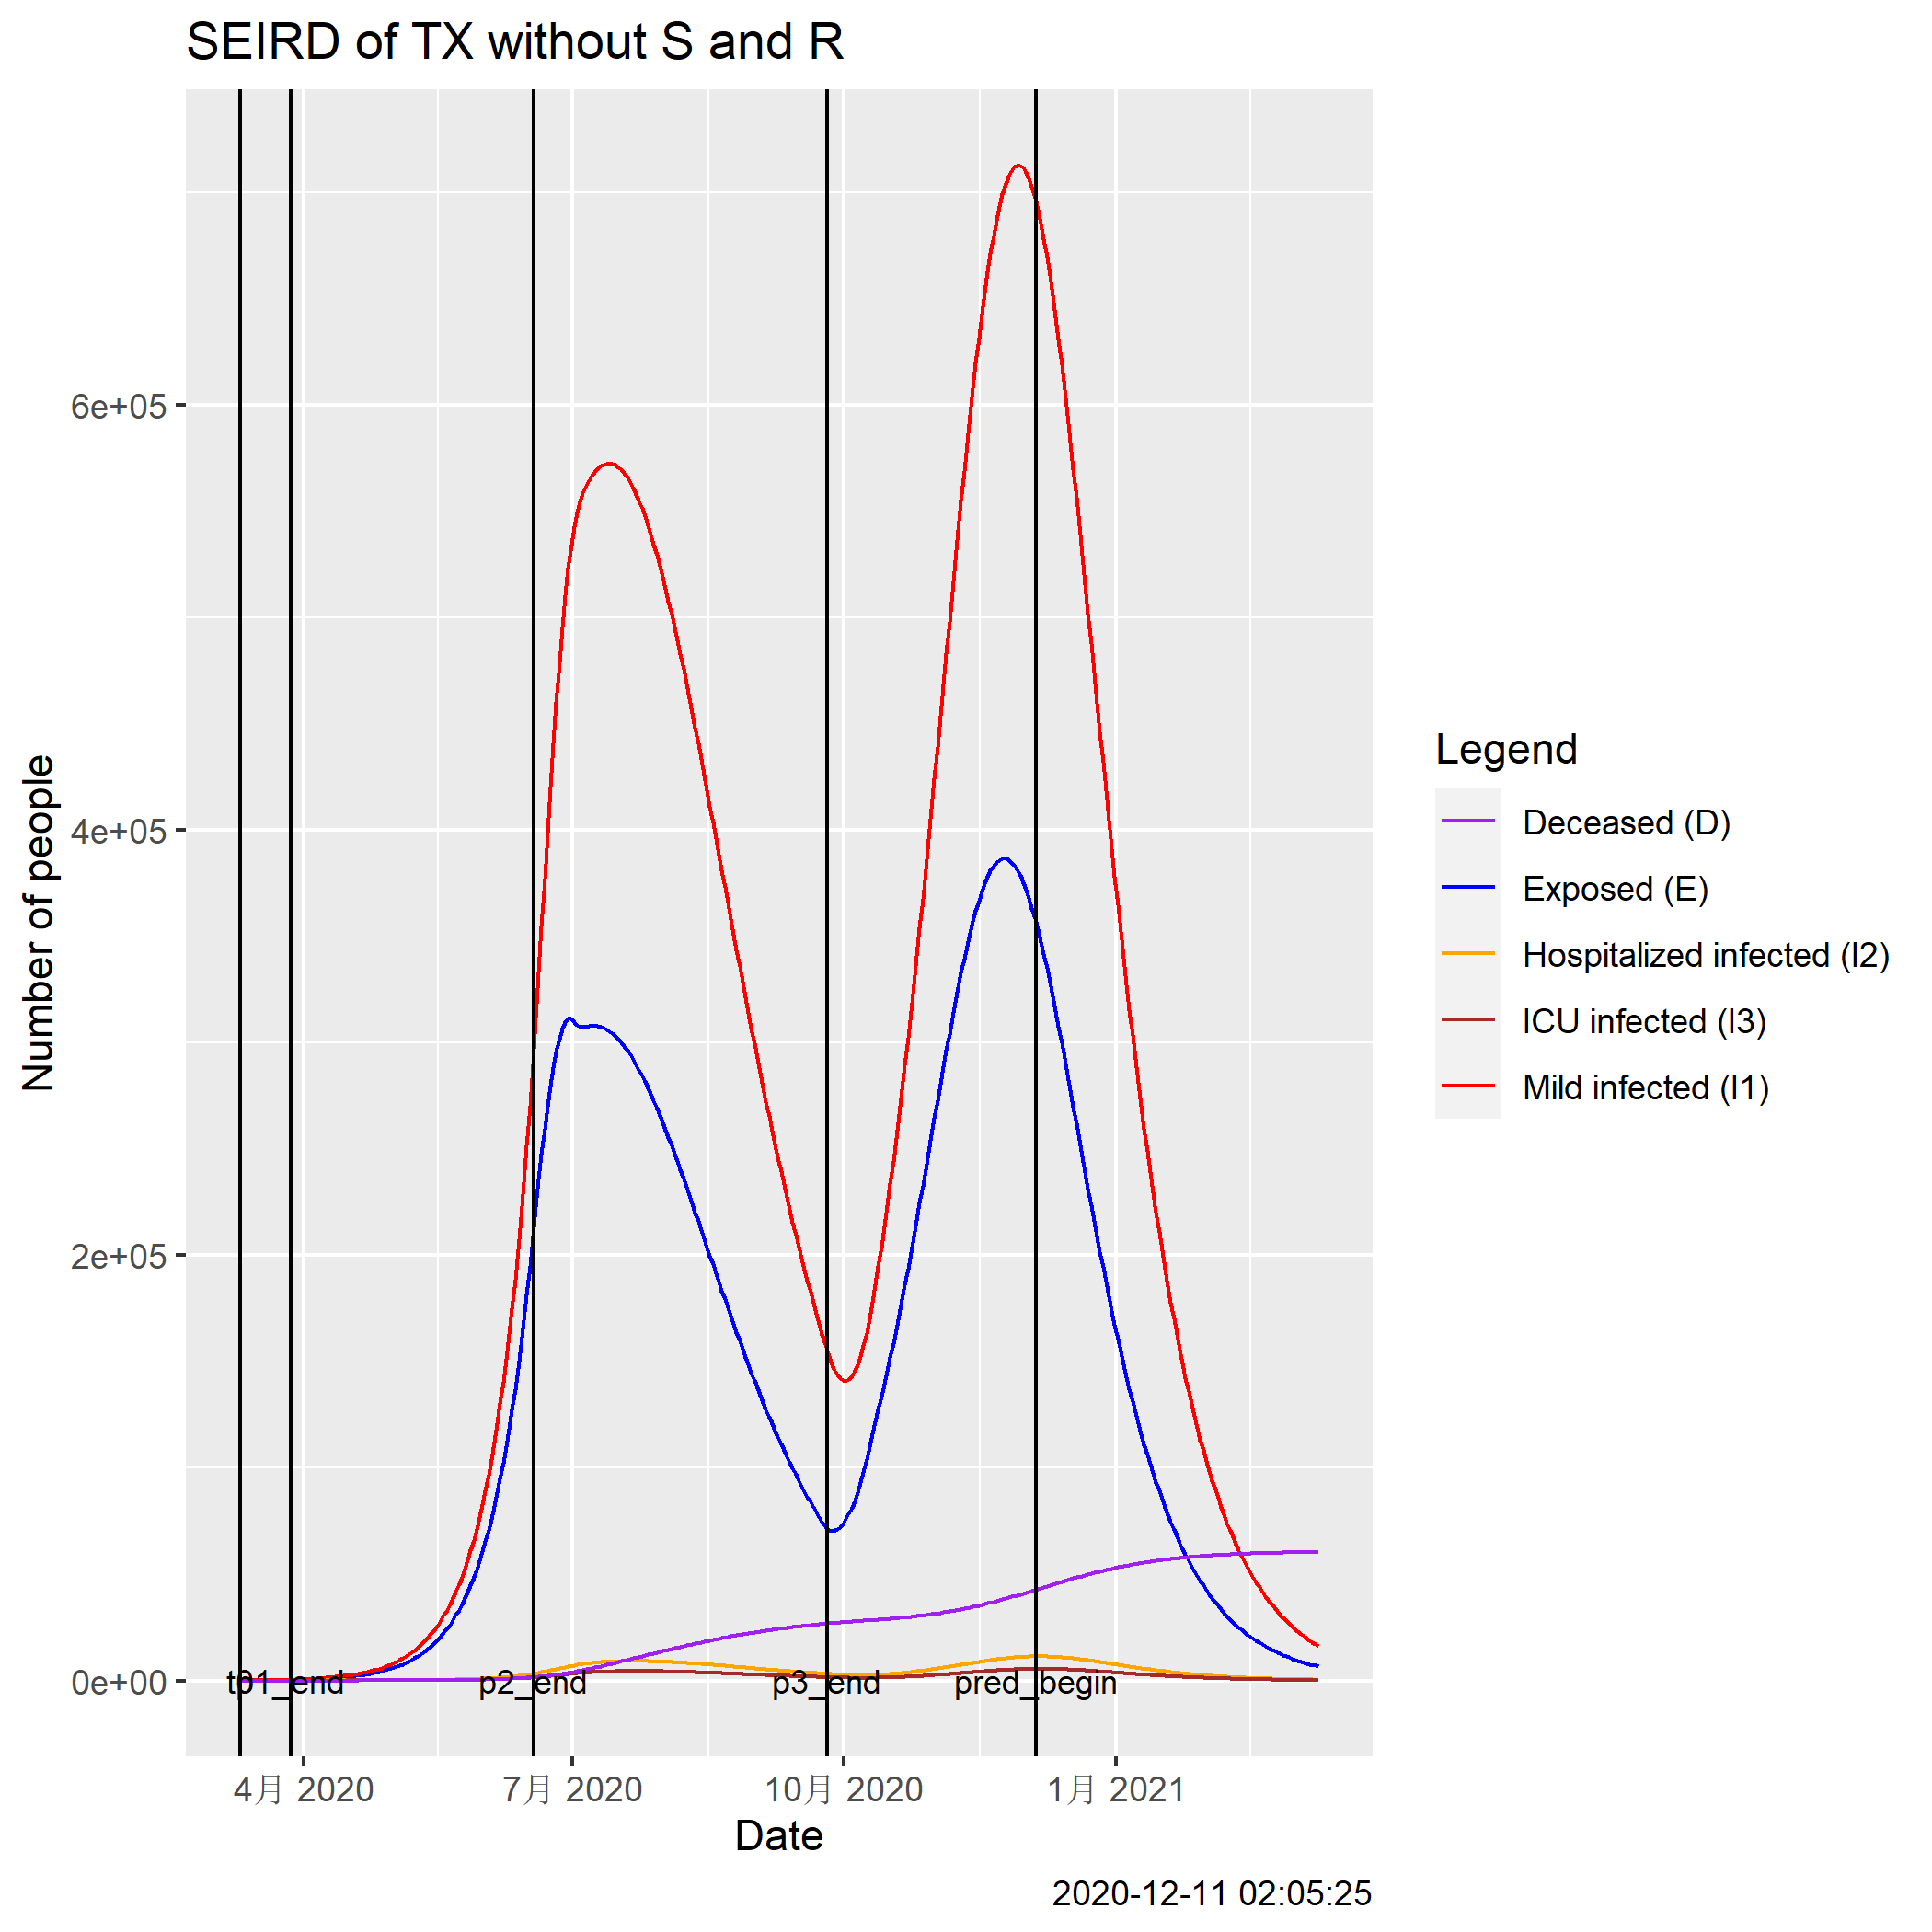 SEIRD of TX without S and R
Number of people
6e+05
4e+05
2e+05
0e+00
p2_end
p3_end
pred_begin
4月 2020
7月 2020
10月 2020
1月 2021
Date
Legend
Deceased (D)
Exposed (E)
Hospitalized infected (I2)
ICU infected (I3)
Mild infected (I1)
2020-12-11 02:05:25